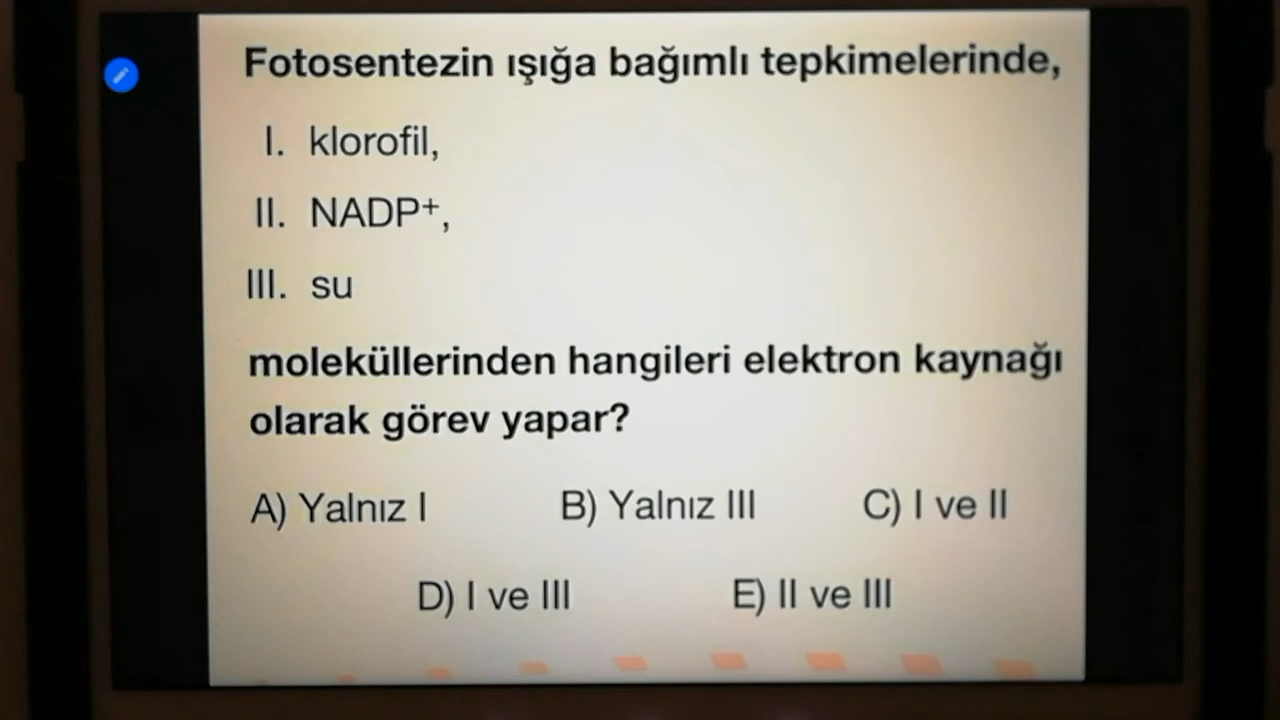 Fotosentezin ışığa bağımlı tepkimelerinde,
I. klorofil,
II. NADP+,
III. su
moleküllerinden hangileri elektron kaynağı
olarak görev yapar?
A) Yalnız I B) Yalnız III C) I ve II
D) I ve III E) II ve III